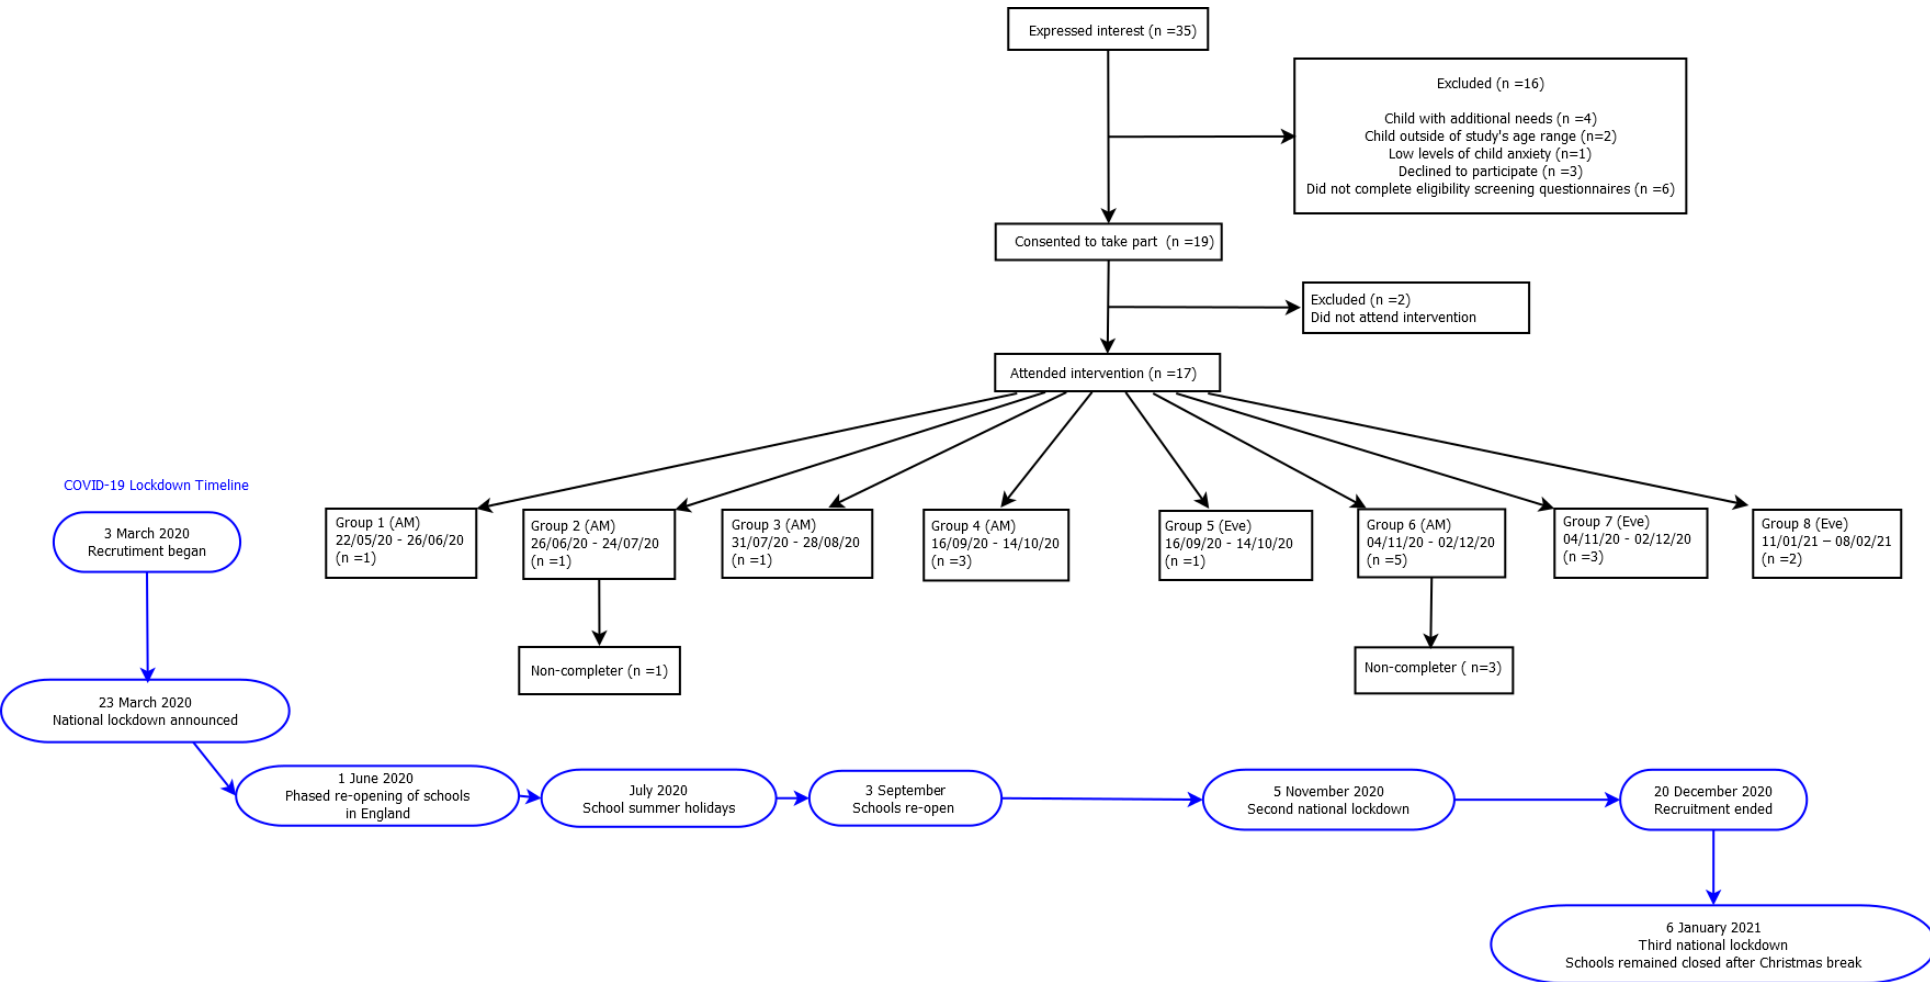 Expressed interest (n =35)
Excluded (n =16)
Child with additional needs (n =4)
Child outside of study's age range (n=2)
Low levels of child anxiety (n=1)
Declined to participate (n =3)
Did not complete eligibility screening questionnaires (n =6)
Consented to take part (n =19)
Excluded (n =2)
Did not attend intervention
Attended intervention (n =17)
COVID-19 Lockdown Timeline
Group 1 (AM)
22/05/20 - 26/06/20
(n =1)
Group 2 (AM)
26/06/20 - 24/07/20
(n =1)
Group 3 (AM)
31/07/20 - 28/08/20
(n =1)
Group 4 (AM)
16/09/20 - 14/10/20
(n =3)
Group 5 (Eve)
16/09/20 - 14/10/20
(n =1)
Group 6 (AM)
04/11/20 - 02/12/20
(n =5)
Group 7 (Eve)
04/11/20 - 02/12/20
(n =3)
Group 8 (Eve)
11/01/21 – 08/02/21
(n =2)
3 March 2020
Recrutiment began
Non-completer (n =1)
Non-completer ( n=3)
23 March 2020
National lockdown announced
1 June 2020
Phased re-opening of schools
in England
July 2020
School summer holidays
3 September
Schools re-open
5 November 2020
Second national lockdown
20 December 2020
Recruitment ended
6 January 2021
Third national lockdown
Schools remained closed after Christmas break